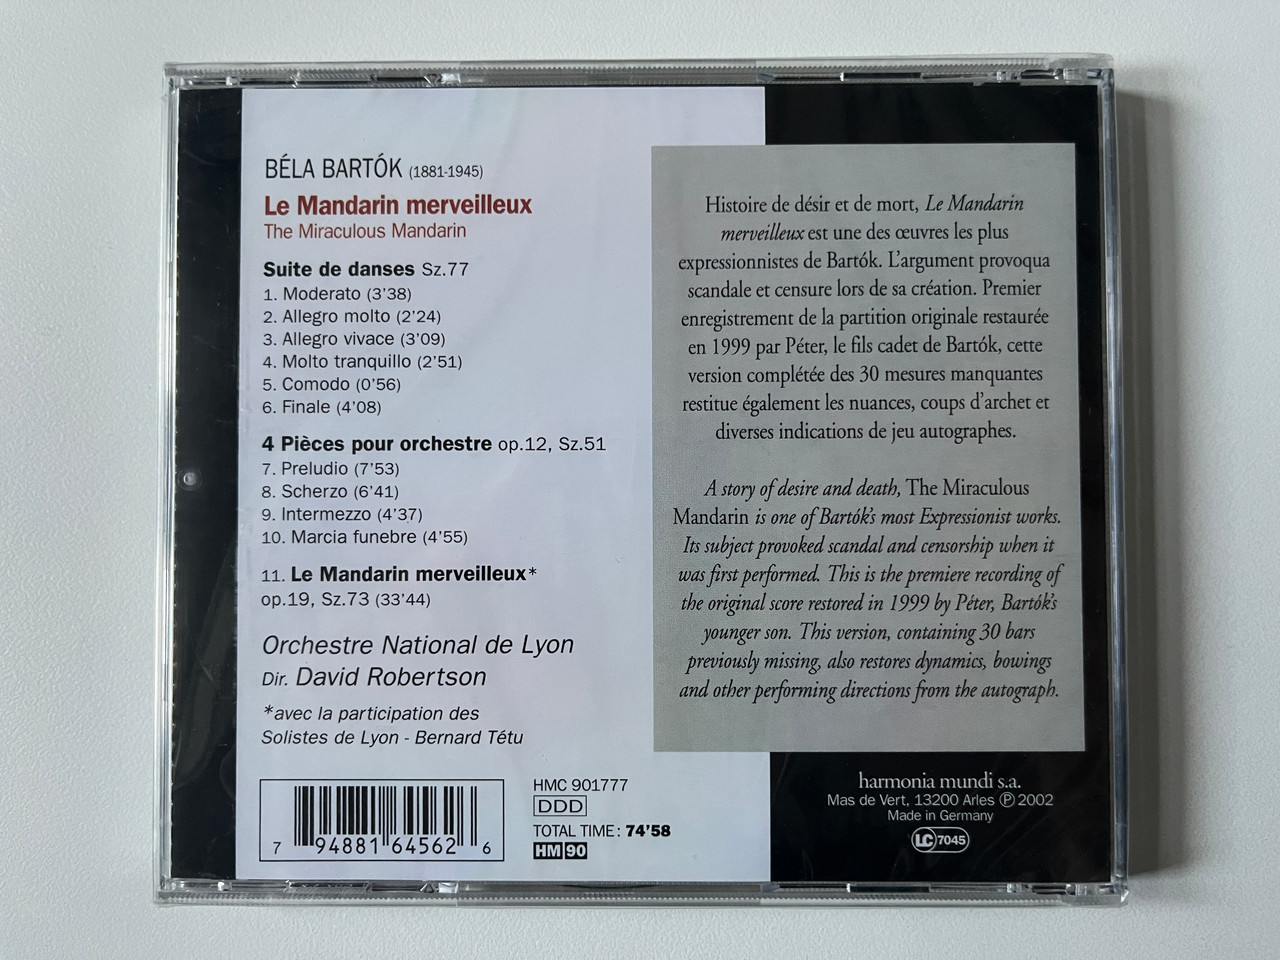 BÉLA BARTÓK (1881-1945)
Le Mandarin merveilleux
The Miraculous Mandarin
Suite de danses Sz.77
1. Moderato (3'38)
2. Allegro molto (2'24)
3. Allegro vivace (3'09)
4. Molto tranquillo (2'51)
5. Comodo (0'56)
6. Finale (4'08)
4 Pièces pour orchestre op.12, Sz.51
7. Preludio (7'53)
8. Scherzo (6'41)
9. Intermezzo (4'37)
10. Marcia funebre (4'55)
11. Le Mandarin merveilleux*
op.19, Sz.73 (33'44)
Orchestre National de Lyon
Dir. David Robertson
*avec la participation des
Solistes de Lyon - Bernard Tétu
7 94881 64562 6
HMC 901777
DDD
TOTAL TIME: 74'58
HM 90
Histoire de désir et de mort, Le Mandarin
merveilleux est une des œuvres les plus
expressionnistes de Bartók. L'argument provoqua
scandale et censure lors de sa création. Premier
enregistrement de la partition originale restaurée
en 1999 par Péter, le fils cadet de Bartók, cette
version complétée des 30 mesures manquantes
restitue également les nuances, coups d'archet et
diverses indications de jeu autographes.
A story of desire and death, The Miraculous
Mandarin is one of Bartók's most Expressionist works.
Its subject provoked scandal and censorship when it
was first performed. This is the premiere recording of
the original score restored in 1999 by Péter, Bartók's
younger son. This version, containing 30 bars
previously missing, also restores dynamics, bowings
and other performing directions from the autograph.
harmonia mundi s.a.
Mas de Vert, 13200 Arles ℗ 2002
Made in Germany
LC 7045